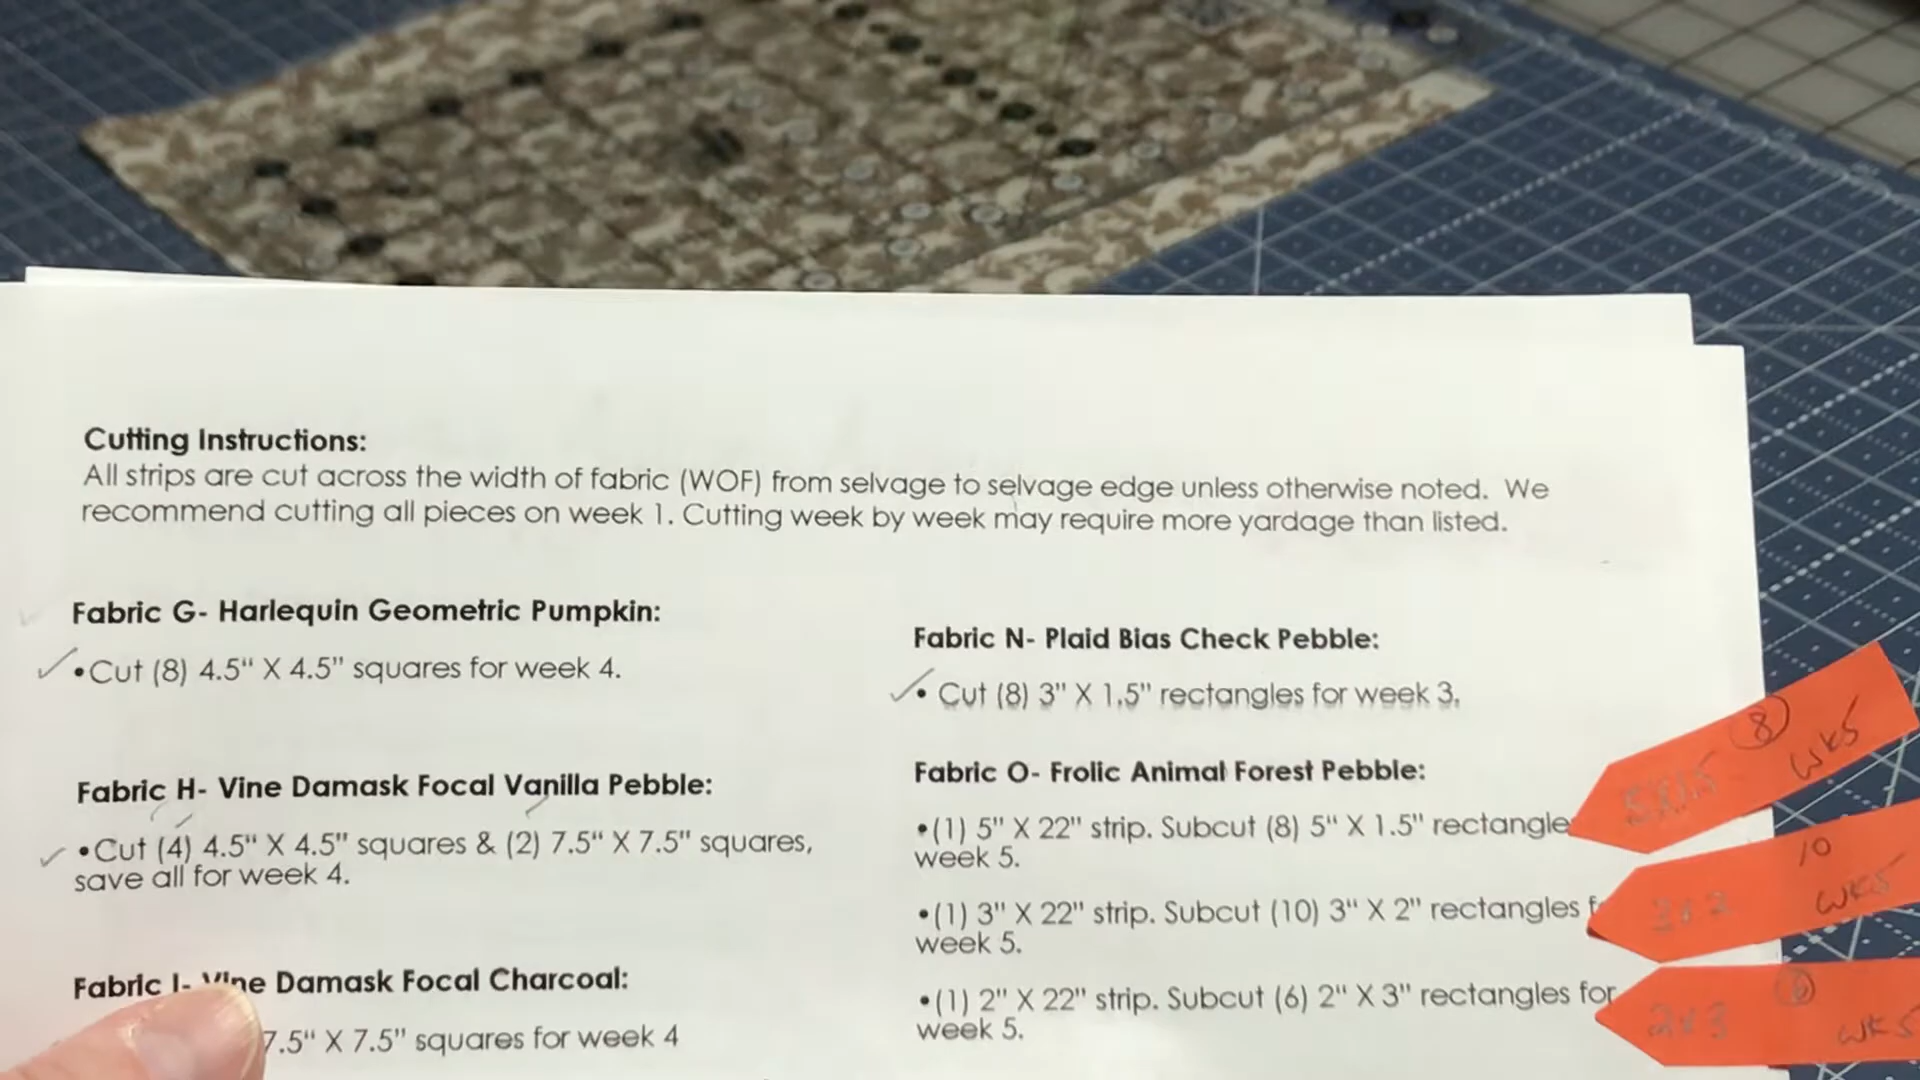 Cutting Instructions:
All strips are cut across the width of fabric (WOF) from selvage to selvage edge unless otherwise noted. We
recommend cutting all pieces on week 1. Cutting week by week may require more yardage than listed.
Fabric G- Harlequin Geometric Pumpkin:
•Cut (8) 4.5" X 4.5" squares for week 4.
Fabric H- Vine Damask Focal Vanilla Pebble:
•Cut (4) 4.5" X 4.5" squares & (2) 7.5" X 7.5" squares,
save all for week 4.
Fabric I- Vine Damask Focal Charcoal:
7.5" X 7.5" squares for week 4
Fabric N- Plaid Bias Check Pebble:
• Cut (8) 3" X 1.5" rectangles for week 3.
Fabric O- Frolic Animal Forest Pebble:
•(1) 5" X 22" strip. Subcut (8) 5" X 1.5" rectangle
week 5.
•(1) 3" X 22" strip. Subcut (10) 3" X 2" rectangles f
week 5.
•(1) 2" X 22" strip. Subcut (6) 2" X 3" rectangles for
week 5.
8
WK5
10
WK5
2x3
WK5